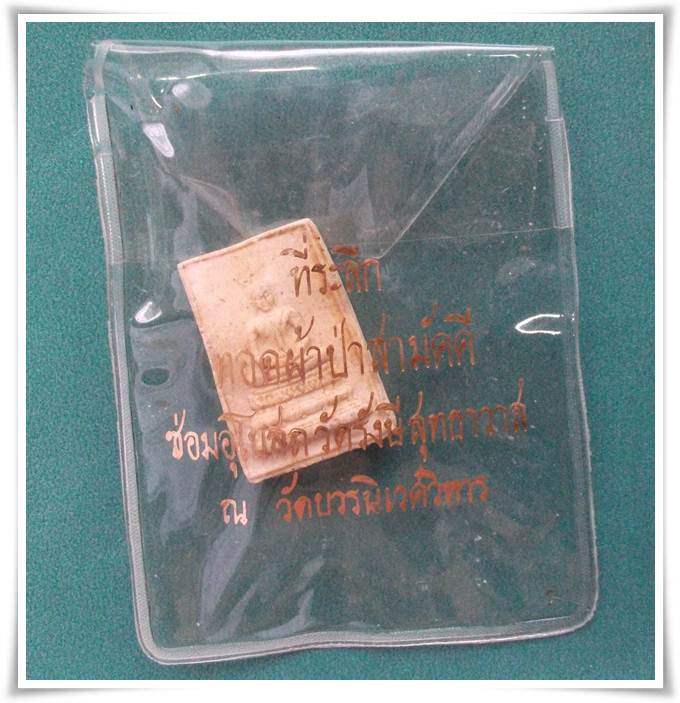 ที่ระลึก
ทอดผ้าป่าสามัคคี
ซ่อมอุโบสถวัดรังษีสุทธาวาส
ณ วัดบวรนิเวศวิหาร